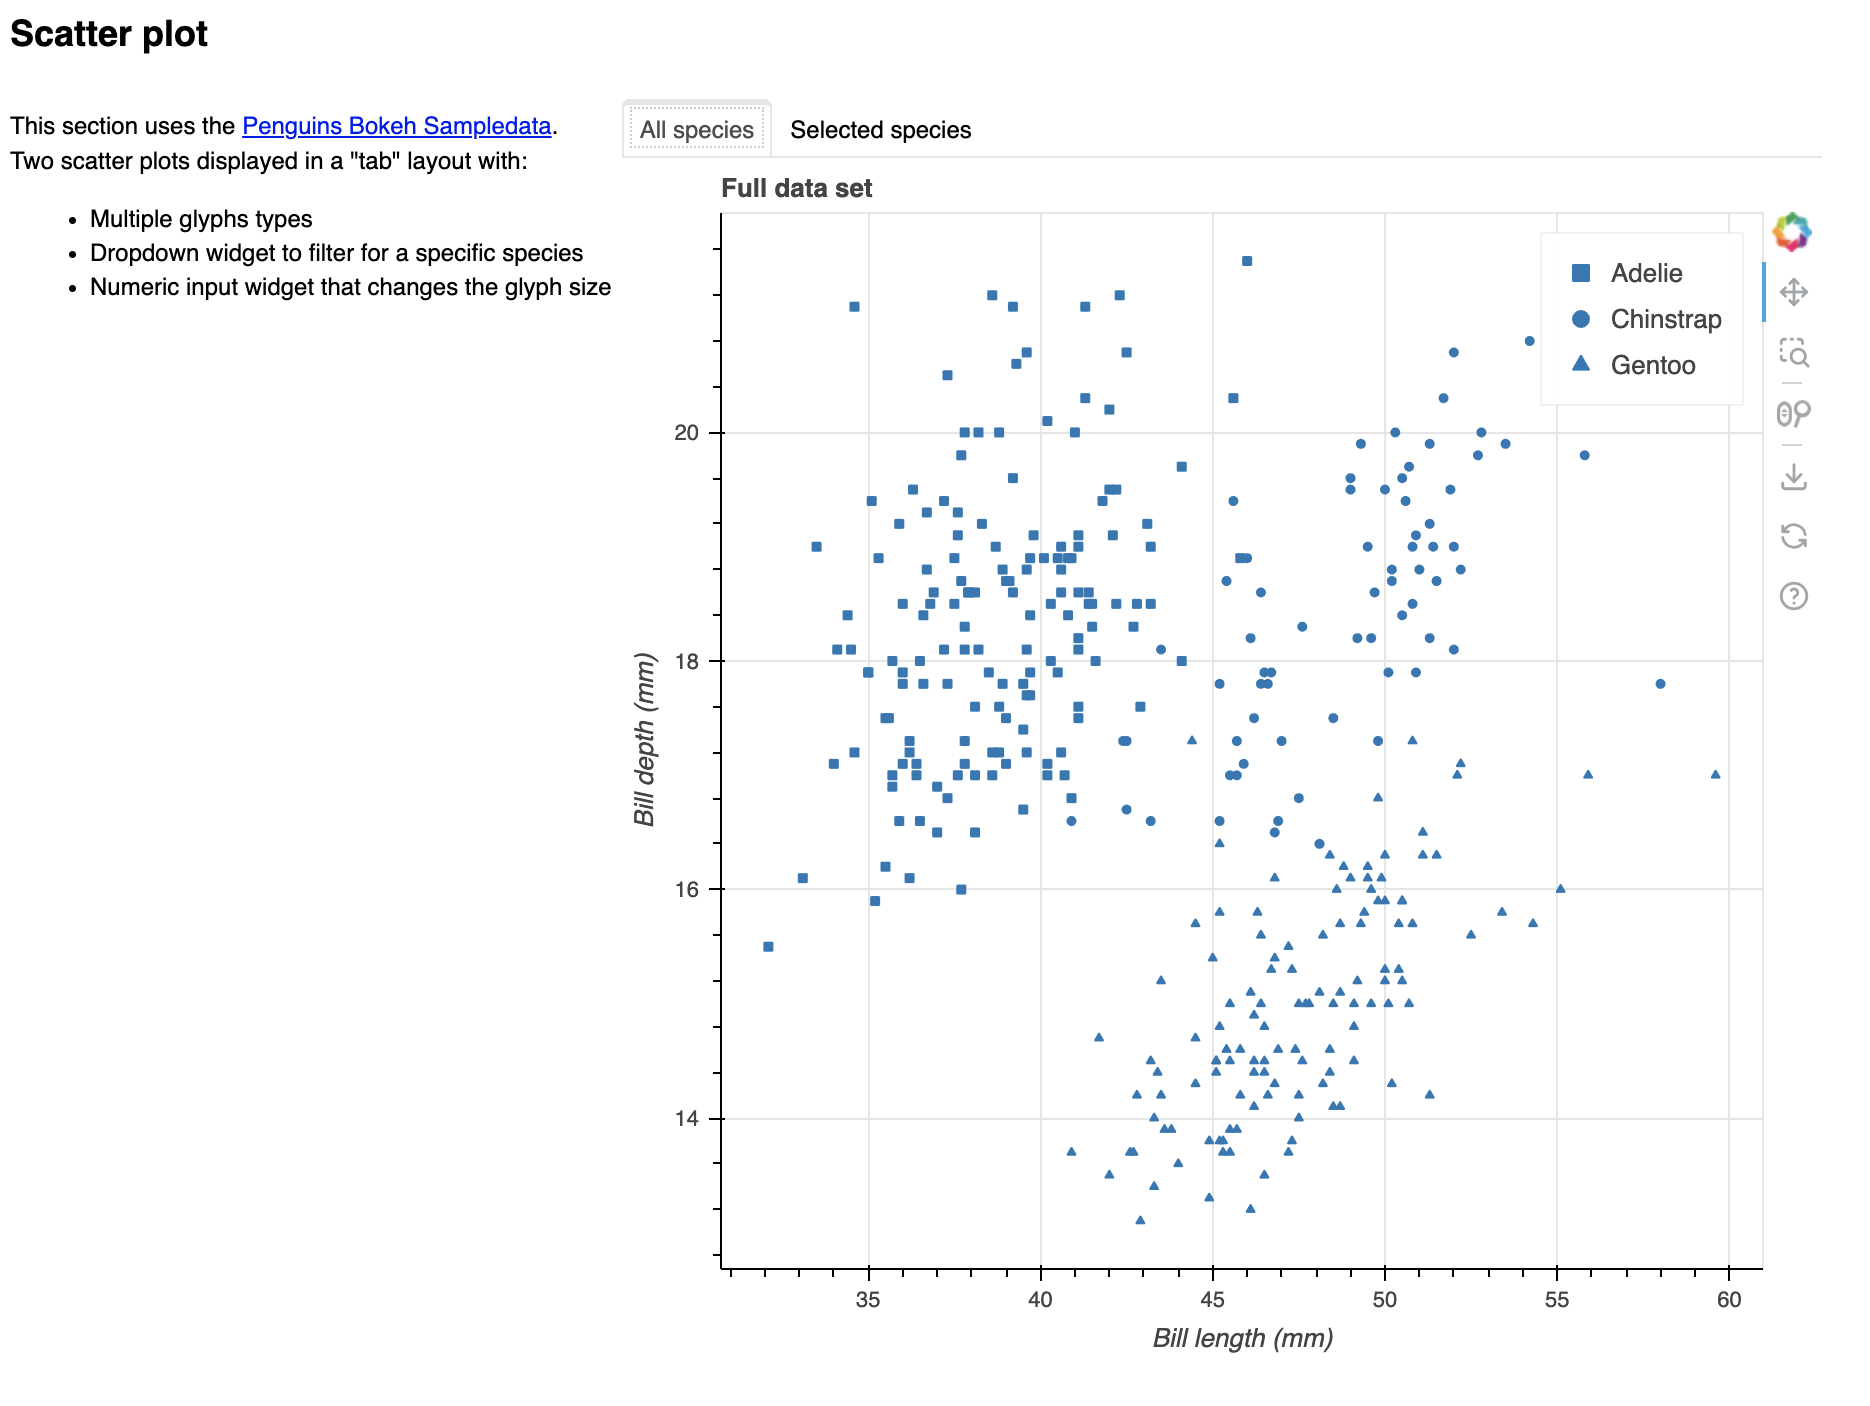 Scatter plot
This section uses the Penguins Bokeh Sampledata.
Two scatter plots displayed in a "tab" layout with:
• Multiple glyphs types
• Dropdown widget to filter for a specific species
• Numeric input widget that changes the glyph size
All species
Selected species
Full data set
Adelie
Chinstrap
Gentoo
20
18
16
14
Bill depth (mm)
35
40
45
50
55
60
Bill length (mm)